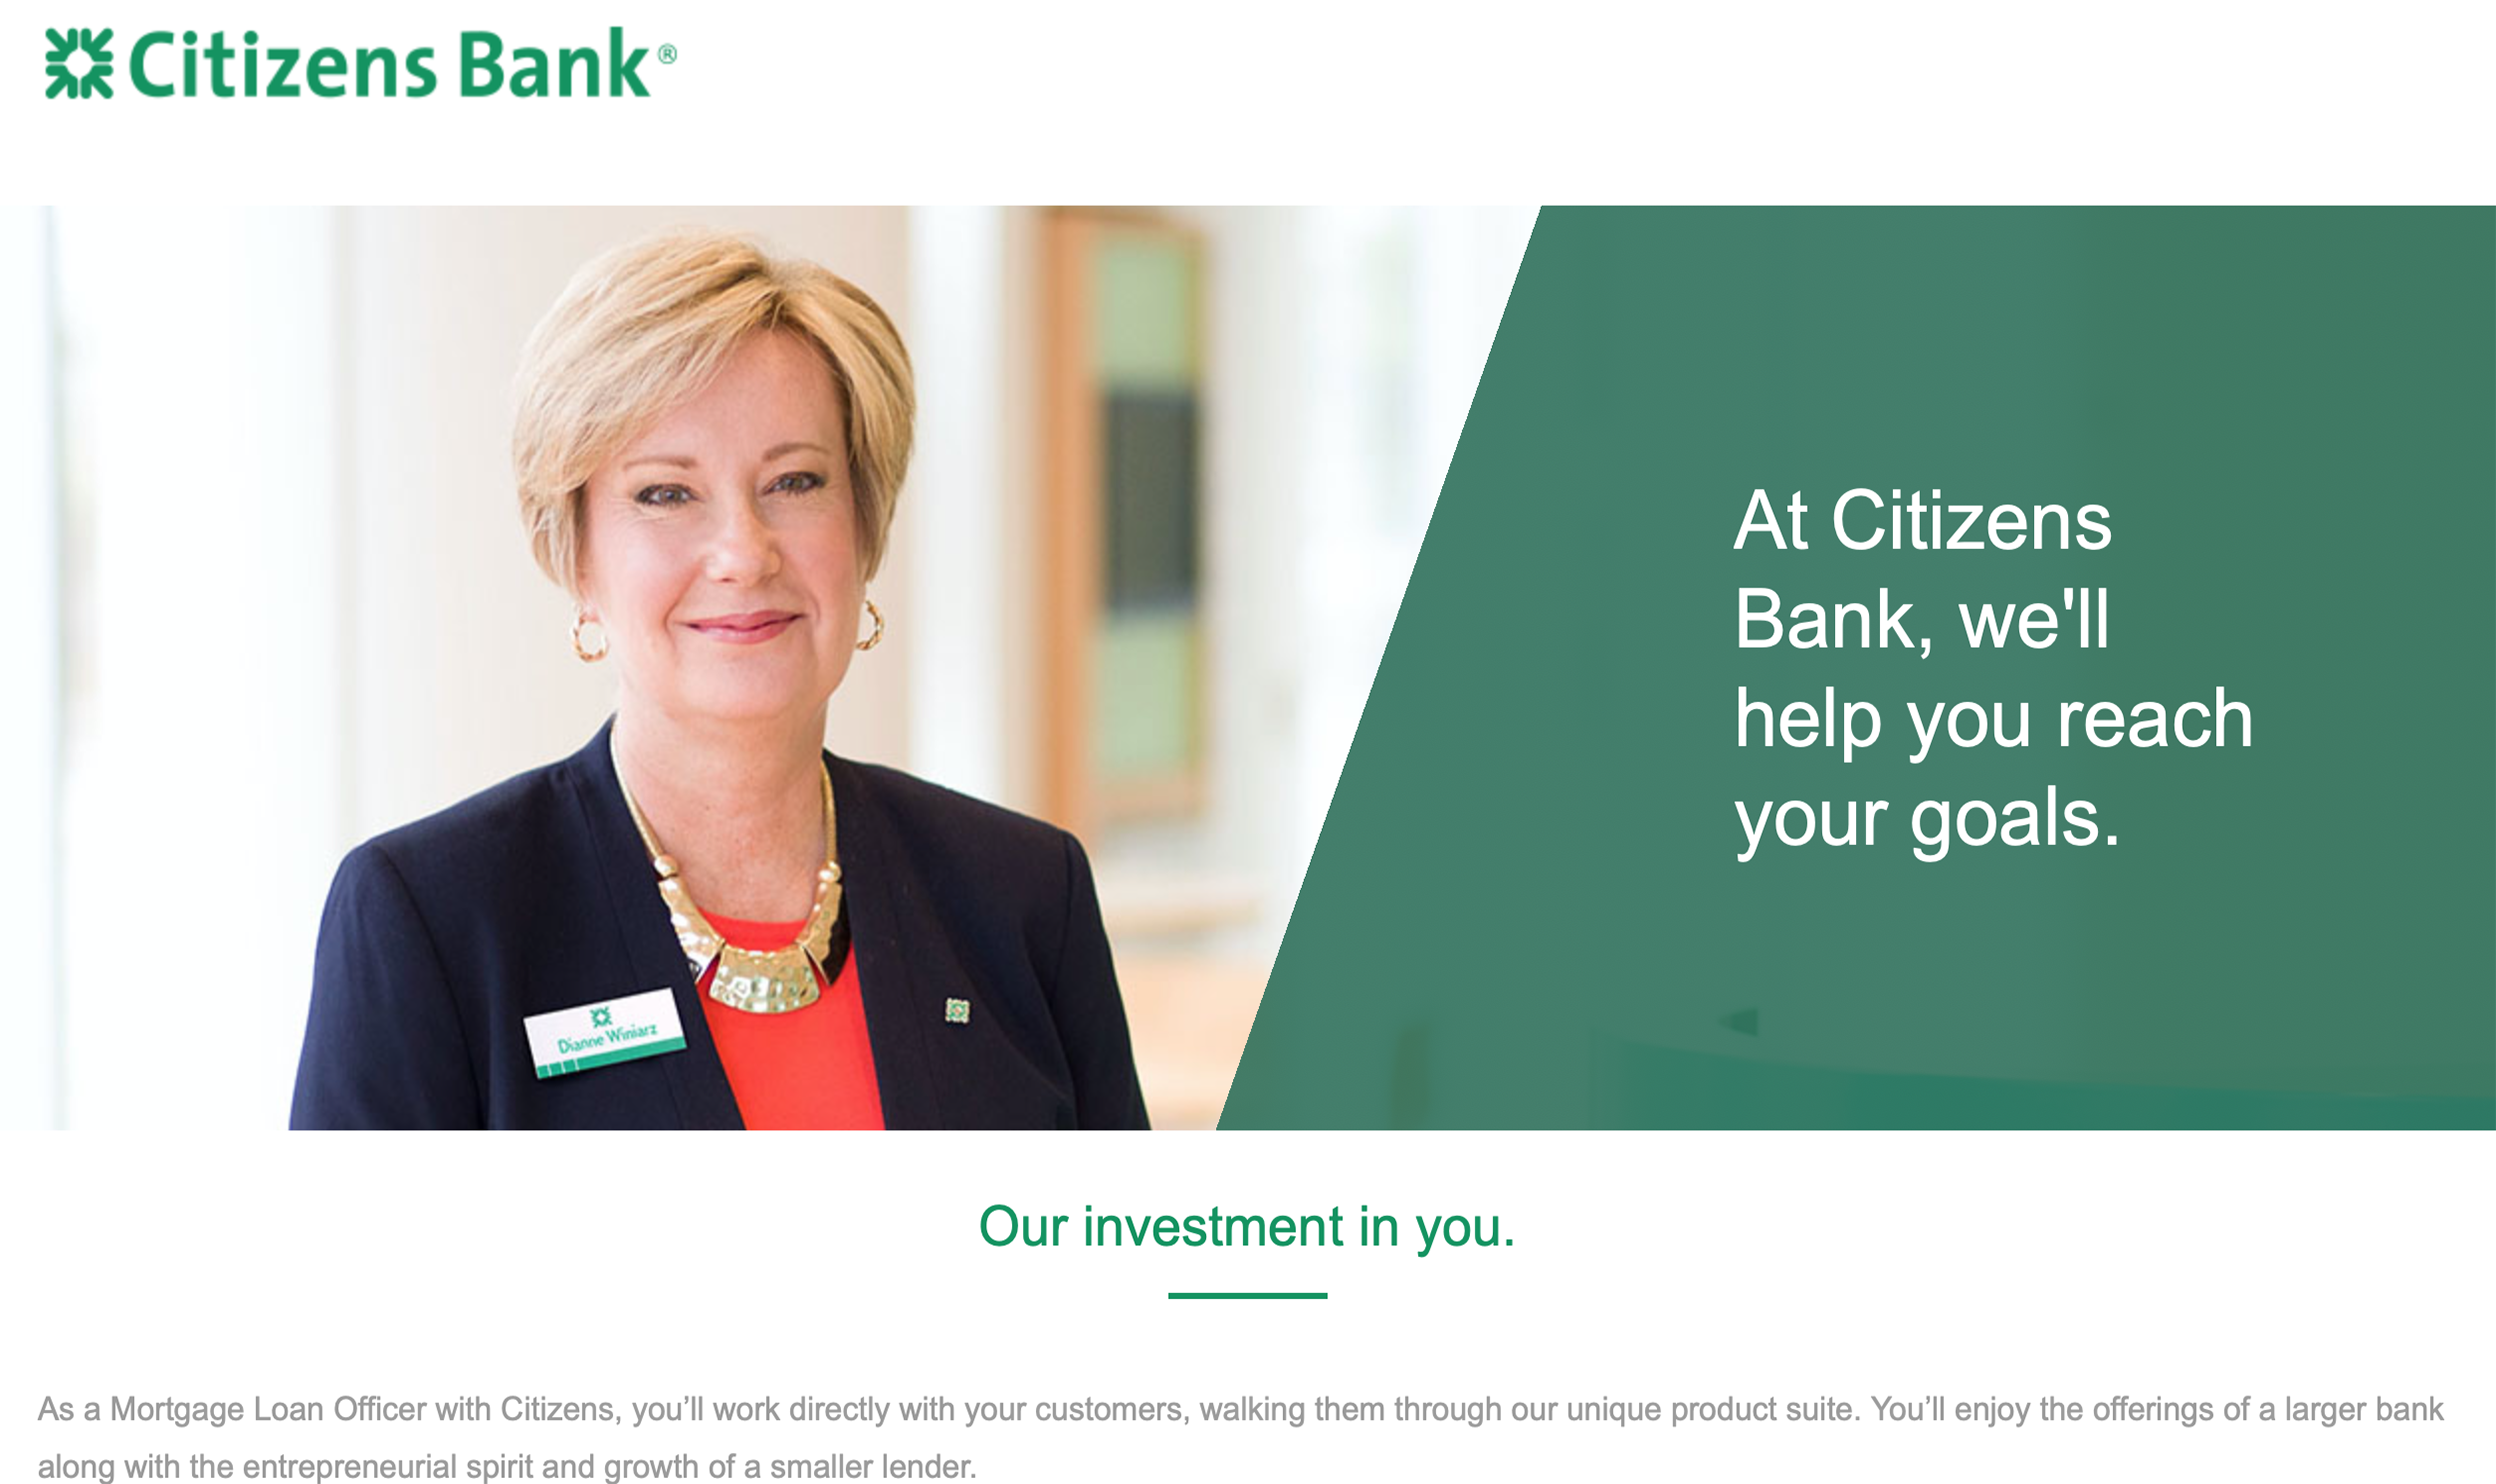 Citizens Bank®
At Citizens
Bank, we'll
help you reach
your goals.
Dianne Winiarz
Our investment in you.
As a Mortgage Loan Officer with Citizens, you’ll work directly with your customers, walking them through our unique product suite. You’ll enjoy the offerings of a larger bank
along with the entrepreneurial spirit and growth of a smaller lender.